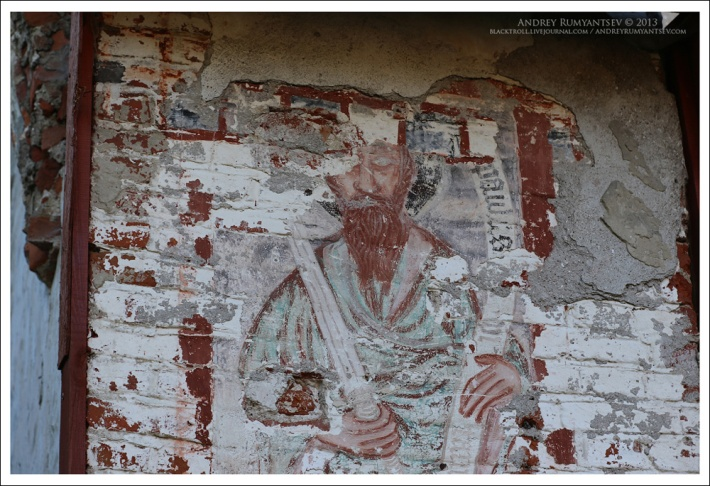 ANDREY RUMYANTSEV © 2013
BLACKTROLL.LIVEJOURNAL.COM / ANDREYRUMYANTSEV.COM